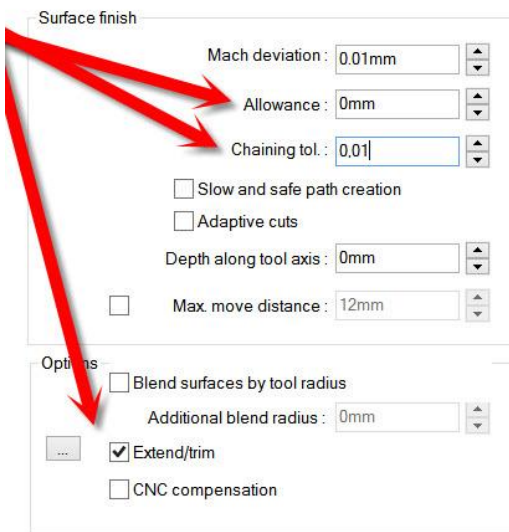 Surface finish
Mach deviation : 0.01mm
Allowance : 0mm
Chaining tol. : 0,01
Slow and safe path creation
Adaptive cuts
Depth along tool axis : 0mm
Max. move distance : 12mm
Options
Blend surfaces by tool radius
Additional blend radius : 0mm
... Extend/trim
CNC compensation